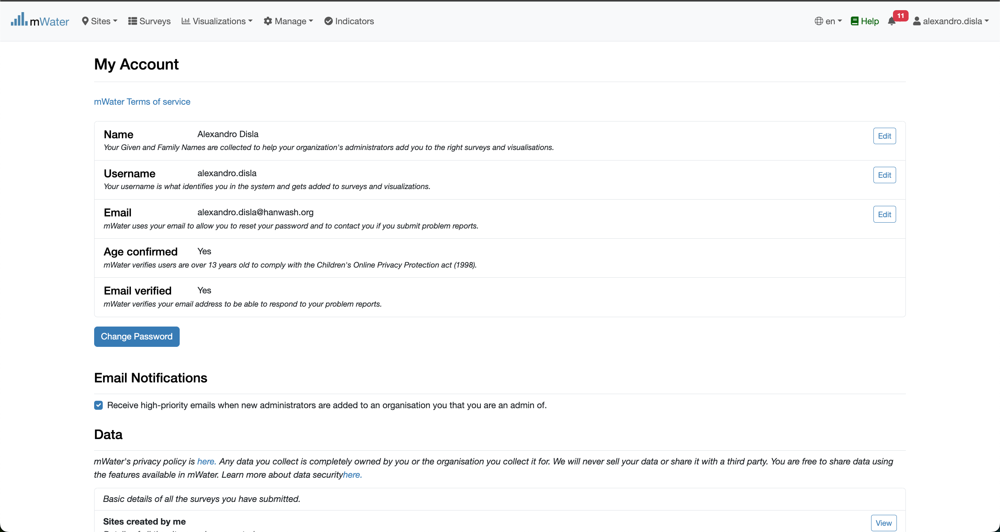 mWater Sites Surveys Visualizations Manage Indicators en Help 11 alexandro.disla
My Account
mWater Terms of service
Name Alexandro Disla Edit
Your Given and Family Names are collected to help your organization's administrators add you to the right surveys and visualisations.
Username alexandro.disla Edit
Your username is what identifies you in the system and gets added to surveys and visualizations.
Email alexandro.disla@hanwash.org Edit
mWater uses your email to allow you to reset your password and to contact you if you submit problem reports.
Age confirmed Yes
mWater verifies users are over 13 years old to comply with the Children's Online Privacy Protection act (1998).
Email verified Yes
mWater verifies your email address to be able to respond to your problem reports.
Change Password
Email Notifications
Receive high-priority emails when new administrators are added to an organisation you that you are an admin of.
Data
mWater's privacy policy is here. Any data you collect is completely owned by you or the organisation you collect it for. We will never sell your data or share it with a third party. You are free to share data using
the features available in mWater. Learn more about data securityhere.
Basic details of all the surveys you have submitted.
Sites created by me View